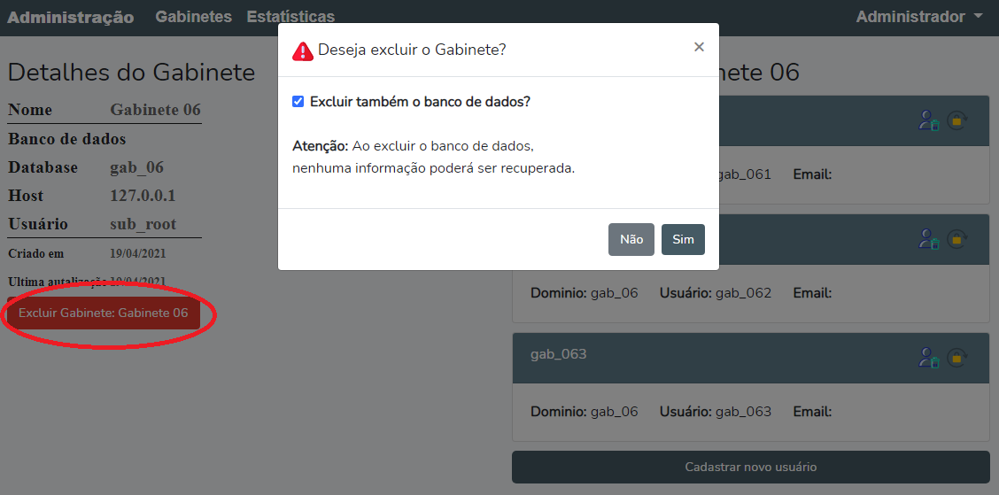 Administração Gabinetes Estatísticas Administrador
Deseja excluir o Gabinete? ×
Excluir também o banco de dados?
Atenção: Ao excluir o banco de dados,
nenhuma informação poderá ser recuperada.
Não Sim
Detalhes do Gabinete
Nome Gabinete 06
Banco de dados
Database gab_06
Host 127.0.0.1
Usuário sub_root
Criado em 19/04/2021
Ultima autalização 19/04/2021
Excluir Gabinete: Gabinete 06
06
gab_061 Email:
Dominio: gab_06 Usuário: gab_062 Email:
gab_063
Dominio: gab_06 Usuário: gab_063 Email:
Cadastrar novo usuário